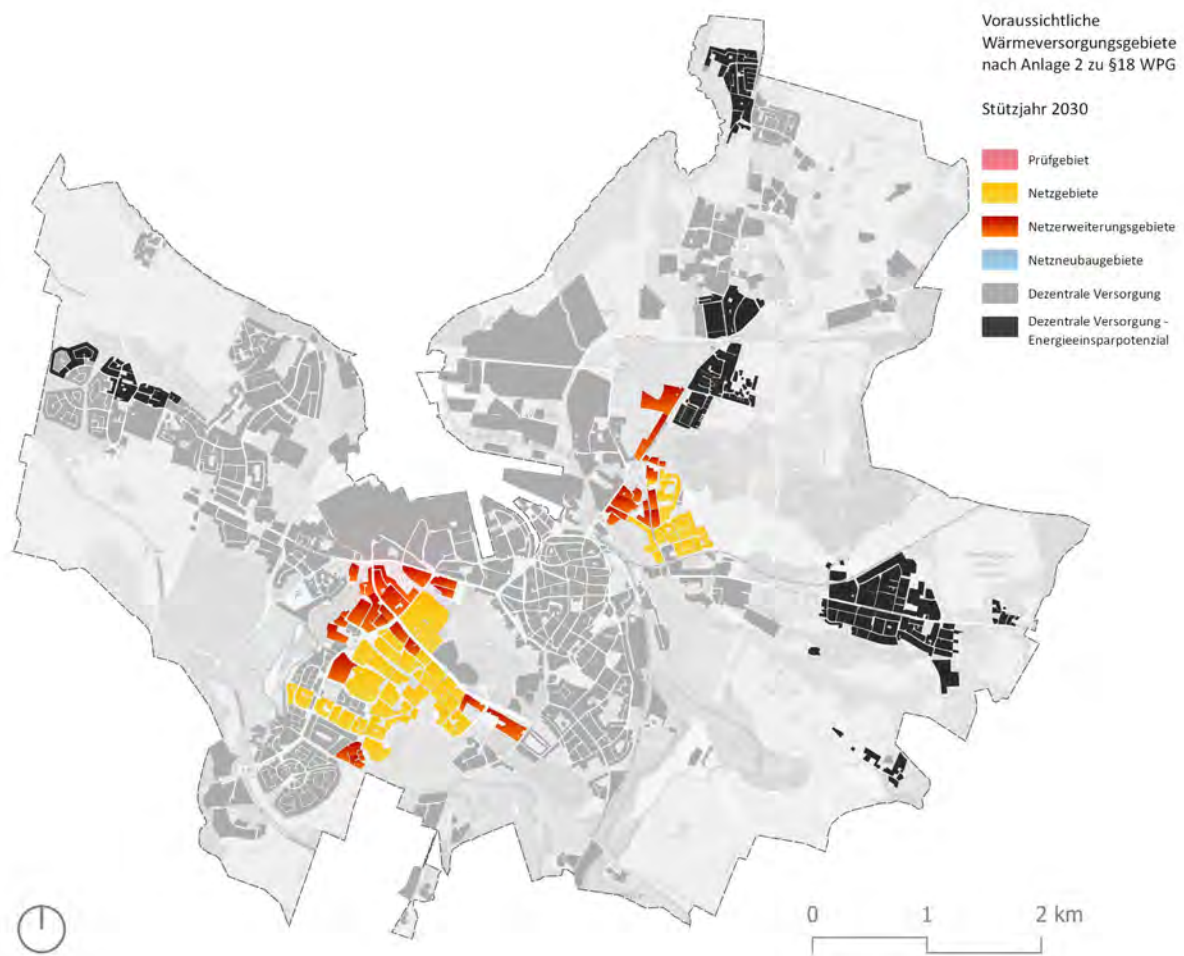 Voraussichtliche
Wärmeversorgungsgebiete
nach Anlage 2 zu §18 WPG
Stützjahr 2030
Prüfgebiet
Netzgebiete
Netzerweiterungsgebiete
Netzneubaugebiete
Dezentrale Versorgung
Dezentrale Versorgung -
Energieeinsparpotenzial
0 1 2 km